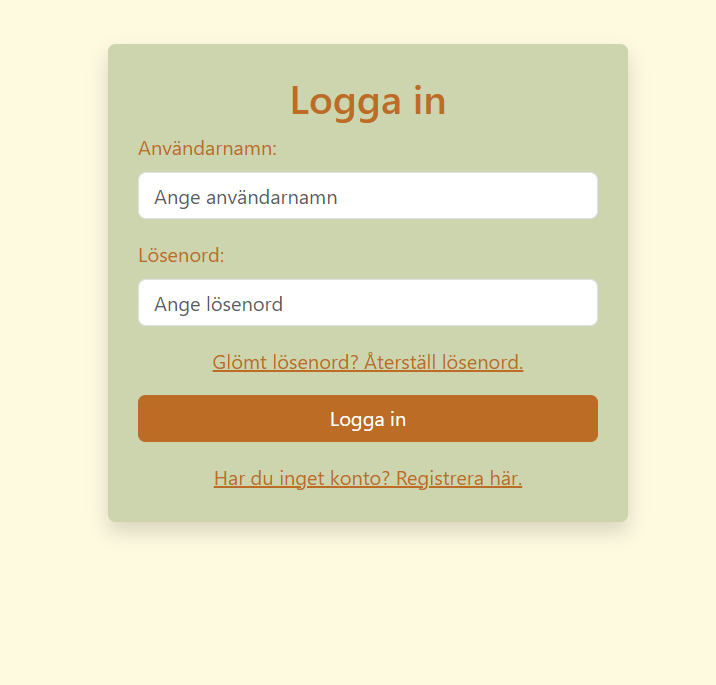 Logga in
Användarnamn:
Ange användarnamn
Lösenord:
Ange lösenord
Glömt lösenord? Återställ lösenord.
Logga in
Har du inget konto? Registrera här.